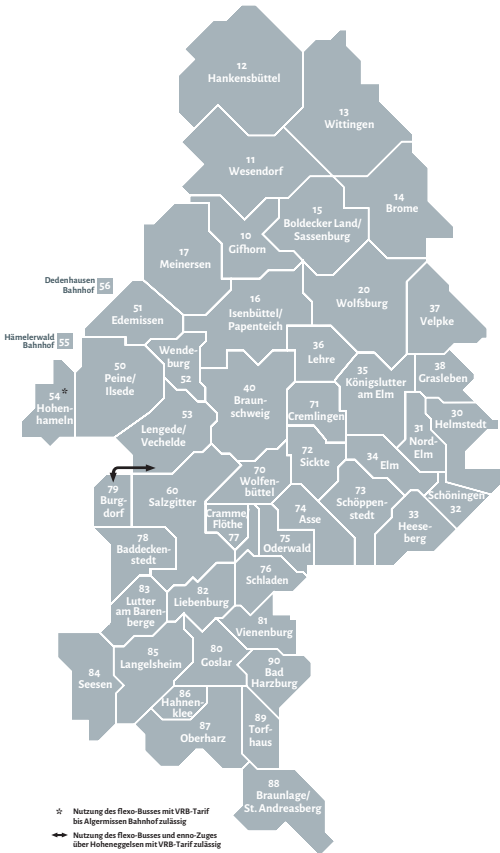 12
Hankensbüttel
13
Wittingen
11
Wesendorf
14
Brome
15
Boldecker Land/
Sassenburg
10
Gifhorn
17
Meinersen
Dedenhausen
Bahnhof
56
16
Isenbüttel/
Papenteich
20
Wolfsburg
51
Edemissen
37
Velpke
Hämelerwald
Bahnhof
55
50
Peine/
Ilsede
Wende-
burg
52
36
Lehre
35
Königslutter
am Elm
38
Grasleben
54 *
Hohen-
hameln
40
Braun-
schweig
71
Cremlingen
30
Helmstedt
53
Lengede/
Vechelde
31
Nord-
Elm
72
Sickte
34
Elm
70
Wolfen-
büttel
79
Burg-
dorf
60
Salzgitter
73
Schöppen-
stedt
Schöningen
32
Cramme/
Flöthe
77
74
Asse
33
Heese-
berg
78
Baddecken-
stedt
75
Oderwald
76
Schladen
83
Lutter
am Baren-
berge
82
Liebenburg
81
Vienenburg
85
Langelsheim
80
Goslar
84
Seesen
90
Bad
Harzburg
86
Hahnen-
klee
87
Oberharz
89
Torf-
haus
88
Braunlage/
St. Andreasberg
* Nutzung des flexo-Busses mit VRB-Tarif
bis Algermissen Bahnhof zulässig
Nutzung des flexo-Busses und enno-Zuges
über Hoheneggelsen mit VRB-Tarif zulässig